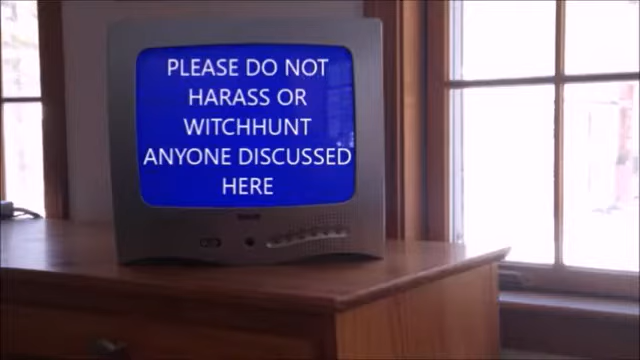 PLEASE DO NOT
HARASS OR
WITCHHUNT
ANYONE DISCUSSED
HERE